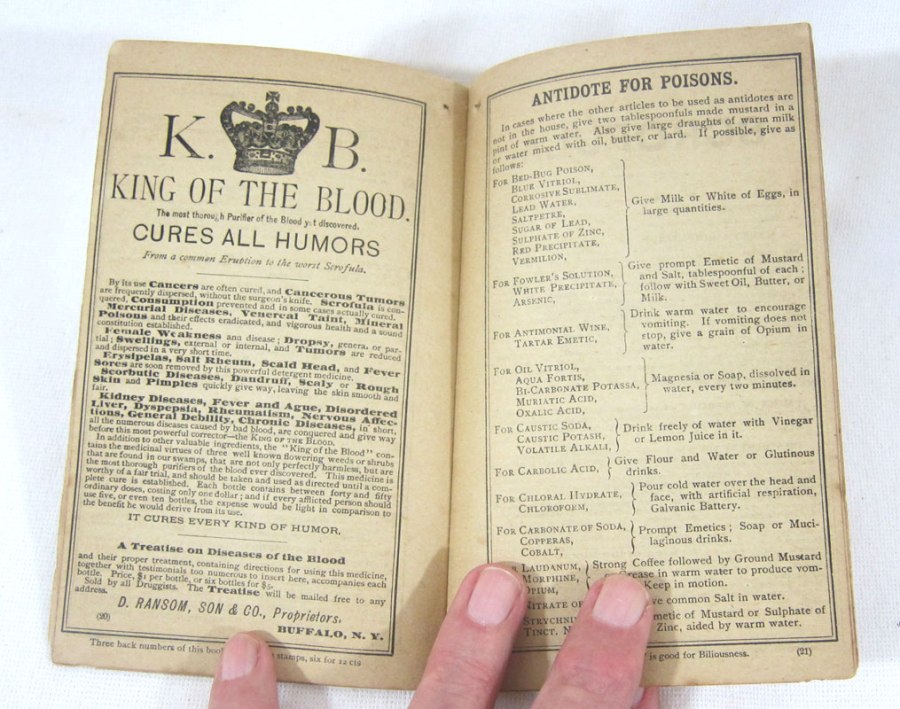 K. B.
KING OF THE BLOOD.
The most thorough Purifier of the Blood yet discovered.
CURES ALL HUMORS
From a common Eruption to the worst Scrofula.
By its use Cancers are often cured, and Cancerous Tumors
are frequently dispersed, without the surgeon's knife. Scrofula is con-
quered, Consumption prevented and in some cases actually cured.
Mercurial Diseases, Venereal Taint, Mineral
Poisons and their effects eradicated, and vigorous health and a sound
constitution established.
Female Weakness and disease; Dropsy, general or par-
tial; Swellings, external or internal, and Tumors are reduced
and dispersed in a very short time.
Erysipelas, Salt Rheum, Scald Head, and Fever
Sores are soon removed by this powerful detergent medicine.
Scorbutic Diseases, Dandruff, Scaly or Rough
Skin and Pimples quickly give way, leaving the skin smooth and
fair.
Kidney Diseases, Fever and Ague, Disordered
Liver, Dyspepsia, Rheumatism, Nervous Affec-
tions, General Debility, Chronic Diseases, in short,
all the numerous diseases caused by bad blood, are conquered and give way
before this most powerful corrector—the KING OF THE BLOOD.
In addition to other valuable ingredients, the "King of the Blood" con-
tains the medicinal virtues of three well known flowering weeds or shrubs
that are found in our swamps, that are not only perfectly harmless, but are
the most thorough purifiers of the blood ever discovered. This medicine is
worthy of a fair trial, and should be taken and used as directed until a com-
plete cure is established. Each bottle contains between forty and fifty
ordinary doses, costing only one dollar; and if every afflicted person should
use five, or even ten bottles, the expense would be light in comparison to
the benefit he would derive from its use.
IT CURES EVERY KIND OF HUMOR.
A Treatise on Diseases of the Blood
and their proper treatment, containing directions for using this medicine,
together with testimonials too numerous to insert here, accompanies each
bottle. Price, $1 per bottle, or six bottles for $5.
Sold by all Druggists. The Treatise will be mailed free to any
address.
D. RANSOM, SON & CO., Proprietors,
(20)
BUFFALO, N. Y.
Three back numbers of this book stamps, six for 12 cts
ANTIDOTE FOR POISONS.
In cases where the other articles to be used as antidotes are
not in the house, give two tablespoonfuls made mustard in a
pint of warm water. Also give large draughts of warm milk
or water mixed with oil, butter, or lard. If possible, give as
follows:
FOR BED-BUG POISON,
BLUE VITRIOL,
CORROSIVE SUBLIMATE,
LEAD WATER,
SALTPETRE,
SUGAR OF LEAD,
SULPHATE OF ZINC,
RED PRECIPITATE,
VERMILION,
Give Milk or White of Eggs, in
large quantities.
FOR FOWLER'S SOLUTION,
WHITE PRECIPITATE,
ARSENIC,
Give prompt Emetic of Mustard
and Salt, tablespoonful of each;
follow with Sweet Oil, Butter, or
Milk.
FOR ANTIMONIAL WINE,
TARTAR EMETIC,
Drink warm water to encourage
vomiting. If vomiting does not
stop, give a grain of Opium in
water.
FOR OIL VITRIOL,
AQUA FORTIS,
BI-CARBONATE POTASSA,
MURIATIC ACID,
OXALIC ACID,
Magnesia or Soap, dissolved in
water, every two minutes.
FOR CAUSTIC SODA,
CAUSTIC POTASH,
VOLATILE ALKALI,
Drink freely of water with Vinegar
or Lemon Juice in it.
FOR CARBOLIC ACID,
Give Flour and Water or Glutinous
drinks.
FOR CHLORAL HYDRATE,
CHLOROFORM,
Pour cold water over the head and
face, with artificial respiration,
Galvanic Battery.
FOR CARBONATE OF SODA,
COPPERAS,
COBALT,
Prompt Emetics; Soap or Muci-
laginous drinks.
LAUDANUM,
MORPHINE,
OPIUM,
Strong Coffee followed by Ground Mustard
in warm water to produce vom-
Keep in motion.
NITRATE OF
common Salt in water.
STRYCHNI
TINCT. N
Emetic of Mustard or Sulphate of
Zinc, aided by warm water.
is good for Biliousness.
(21)